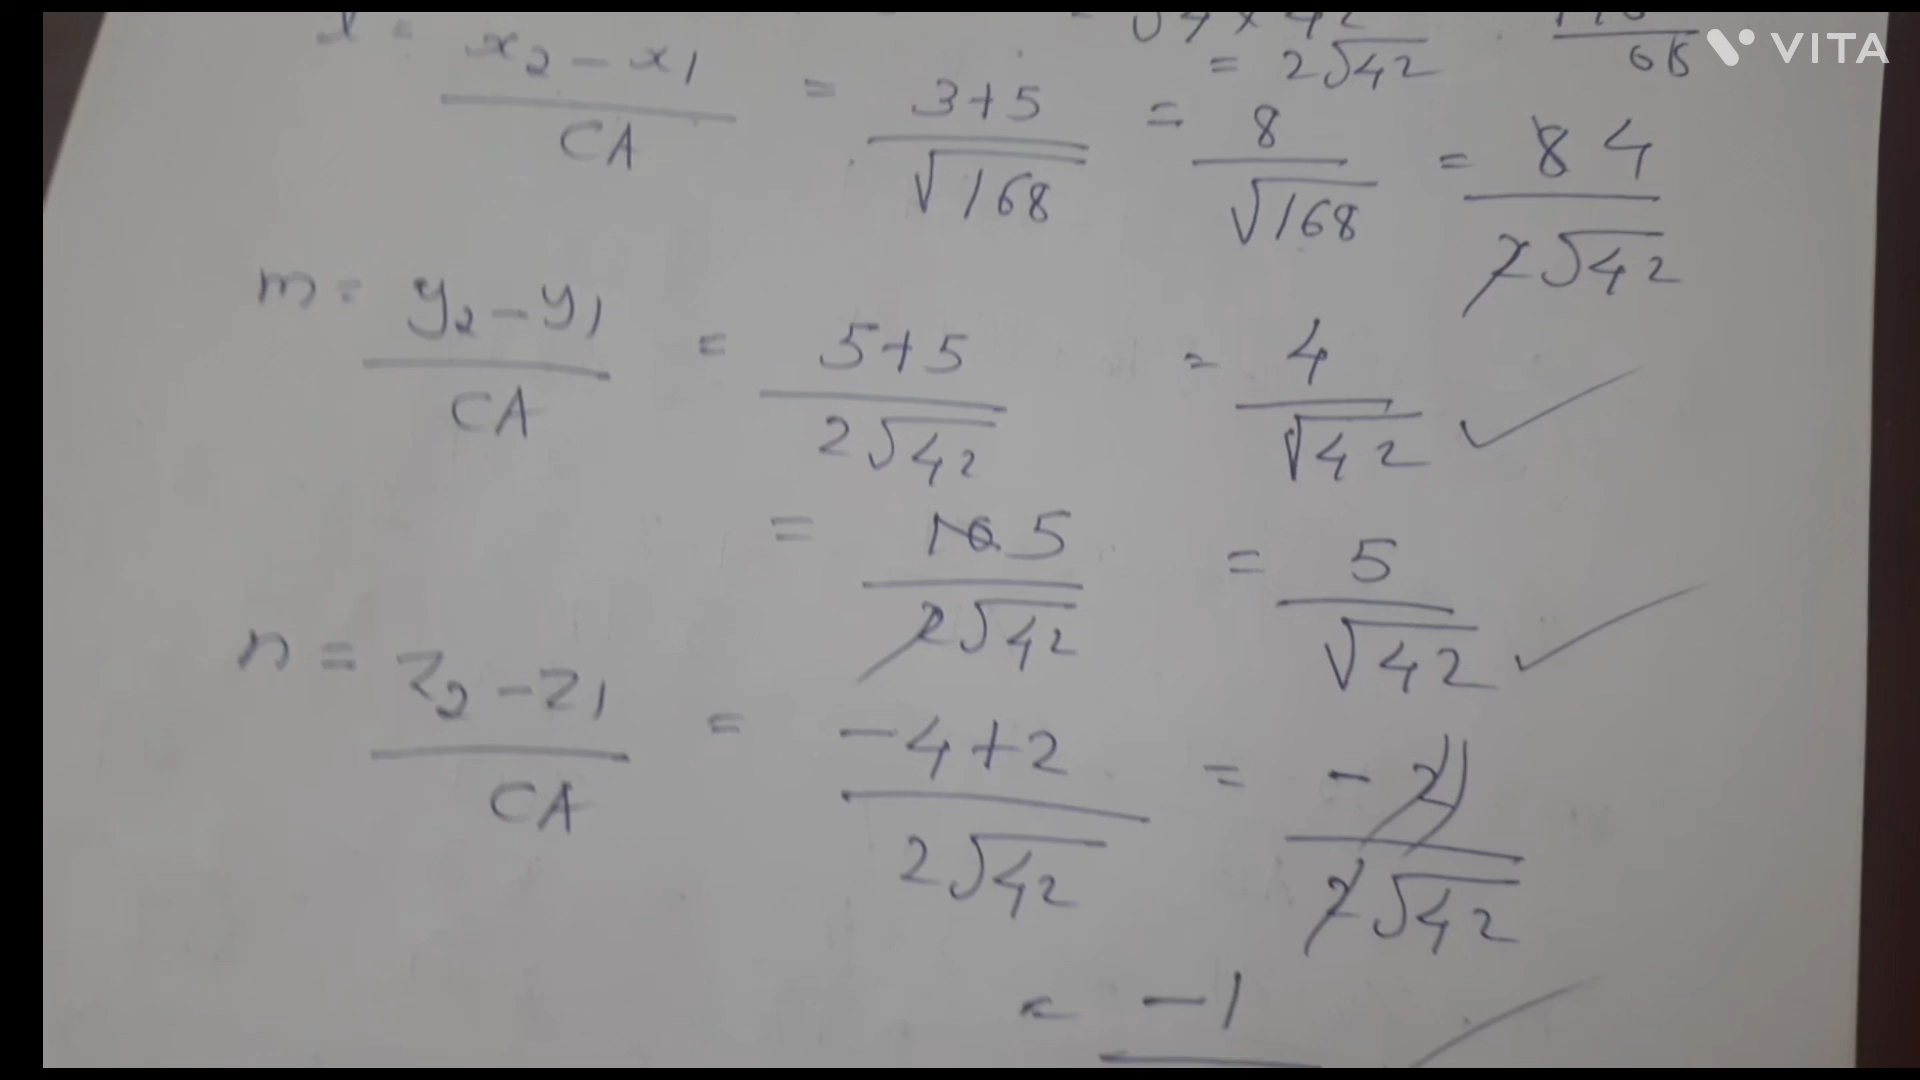 = 2√42
VITA
l = x₂ - x₁ / CA = 3+5 / √168 = 8 / √168 = 8 4 / 2√42
= 4 / √42
m = y₂ - y₁ / CA = 5+5 / 2√42
= 10 5 / 2√42 = 5 / √42
n = z₂ - z₁ / CA = -4+2 / 2√42 = -2 / 2√42
= -1